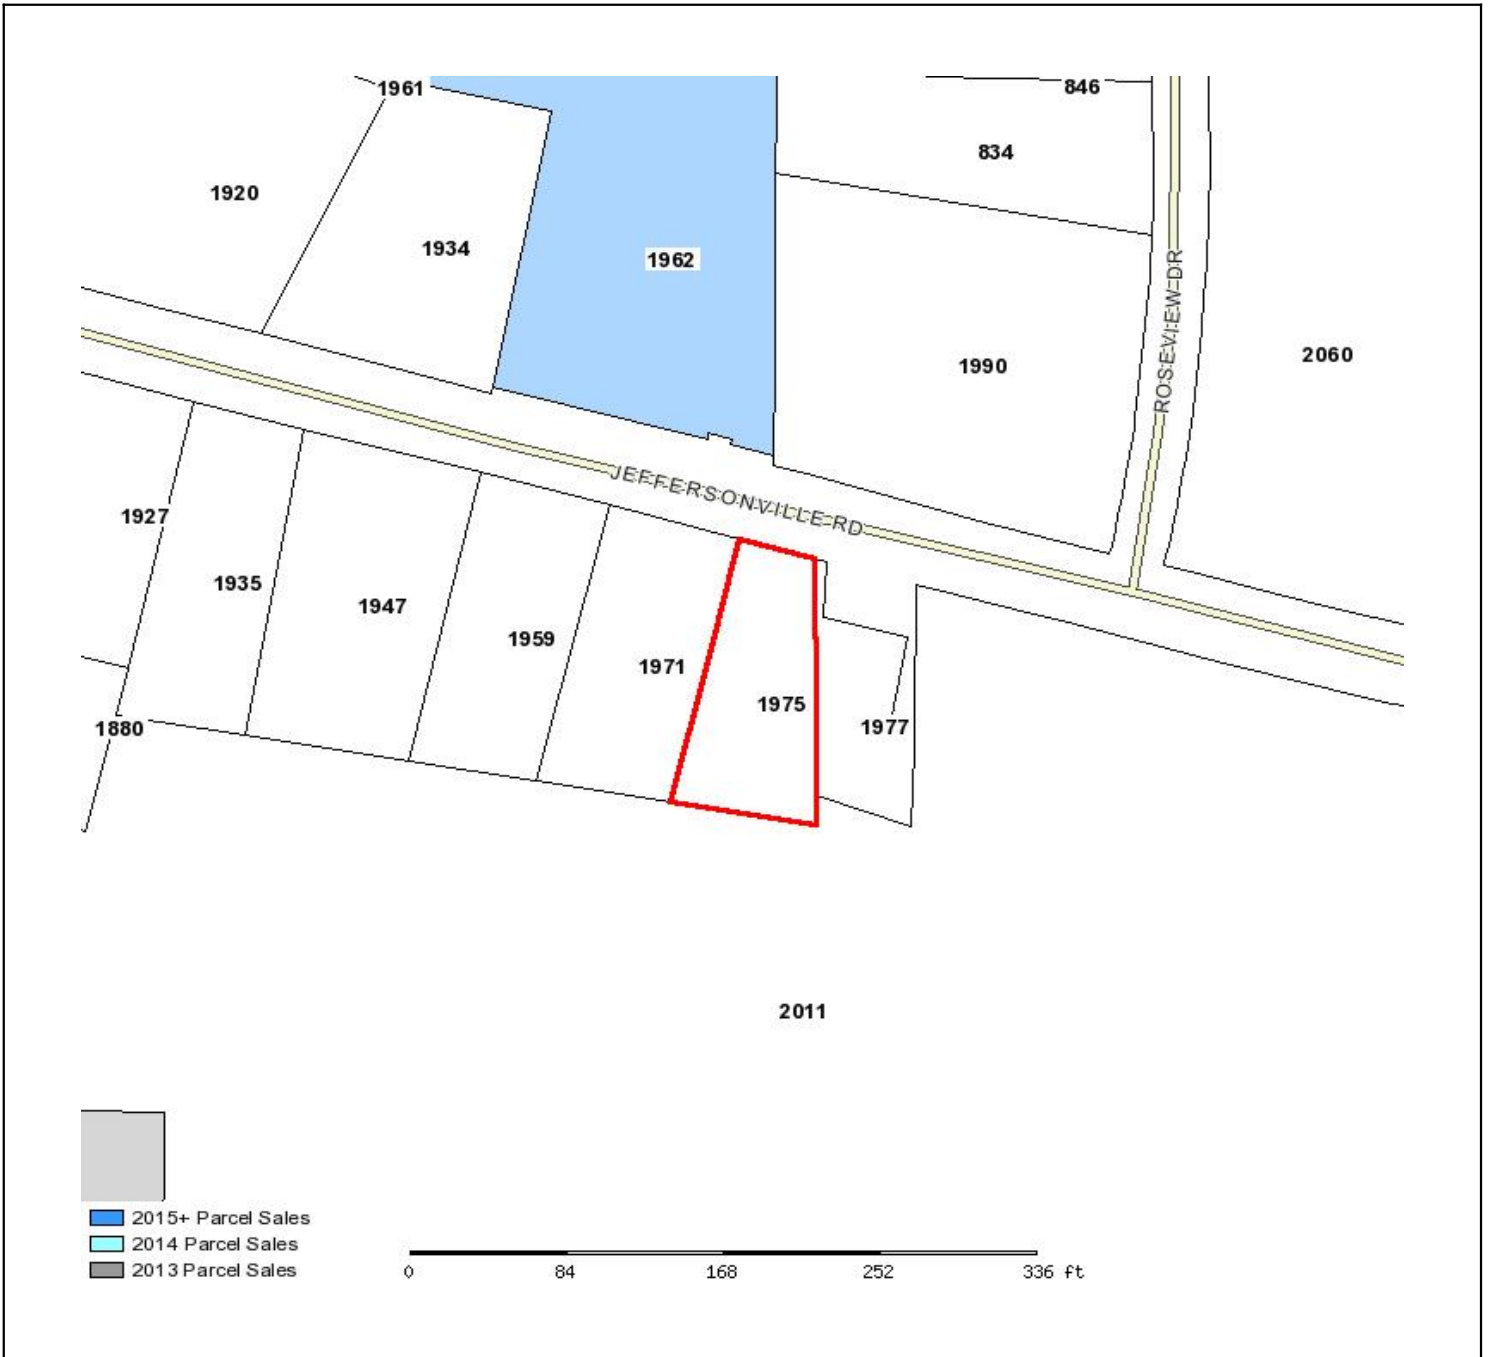 1961
846
834
1920
1934
1962
ROSEVIEW DR
2060
1990
JEFFERSONVILLE RD
1927
1935
1947
1959
1971
1975
1977
1880
2011
2015+ Parcel Sales
2014 Parcel Sales
2013 Parcel Sales
0 84 168 252 336 ft